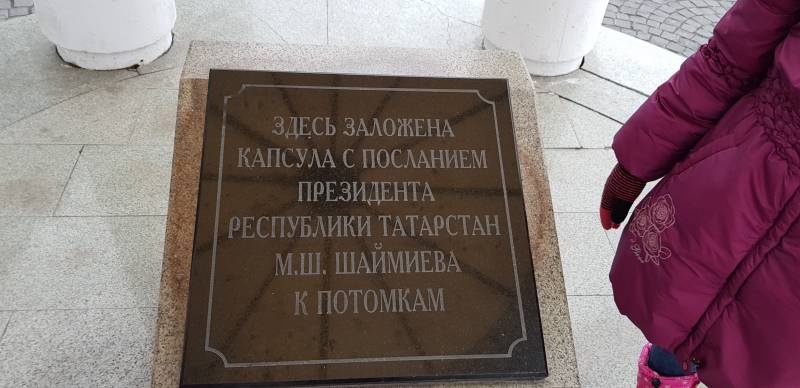 ЗДЕСЬ ЗАЛОЖЕНА
КАПСУЛА С ПОСЛАНИЕМ
ПРЕЗИДЕНТА
РЕСПУБЛИКИ ТАТАРСТАН
М.Ш. ШАЙМИЕВА
К ПОТОМКАМ